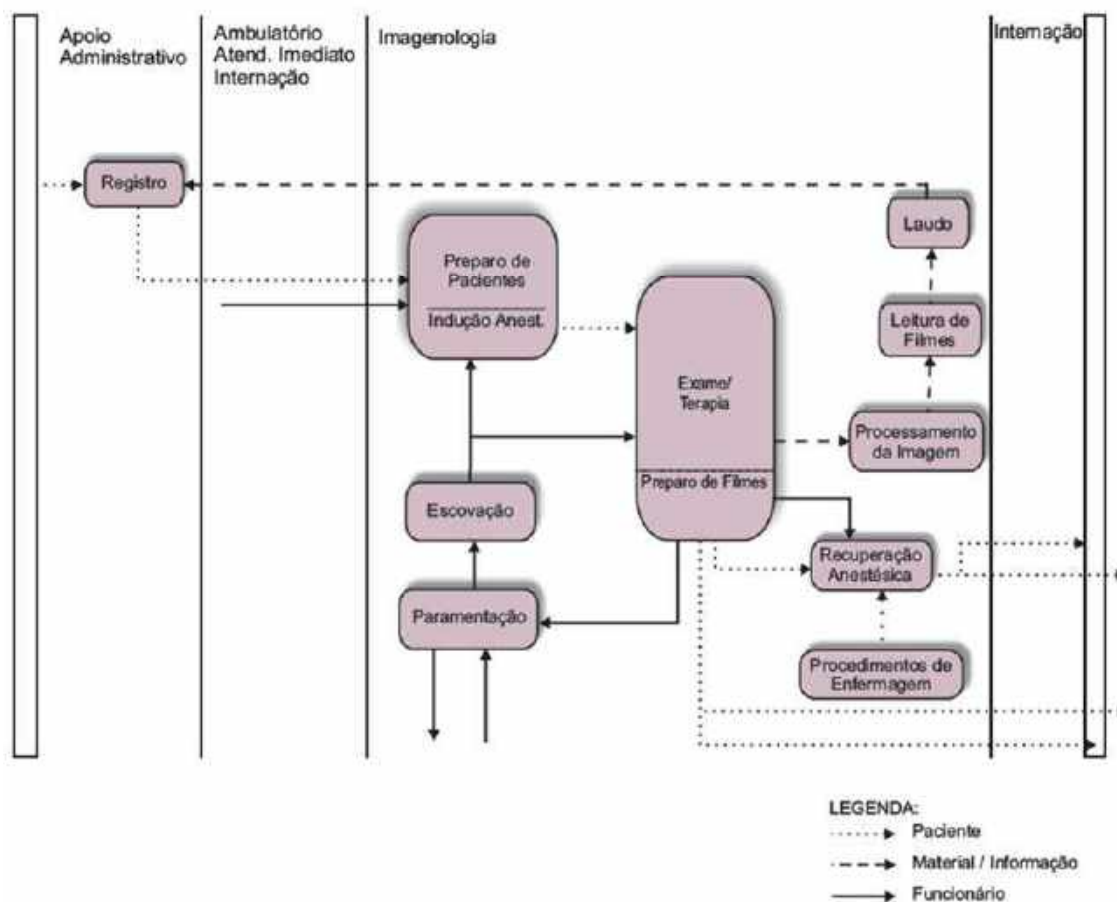 Apoio
Administrativo
Ambulatório
Atend. Imediato
Internação
Imagenologia
Internação
Registro
Laudo
Preparo de
Pacientes
Indução Anest.
Leitura de
Filmes
Exame/
Terapia
Processamento
da Imagem
Preparo de Filmes
Escovação
Recuperação
Anestésica
Paramentação
Procedimentos de
Enfermagem
LEGENDA:
Paciente
Material / Informação
Funcionário